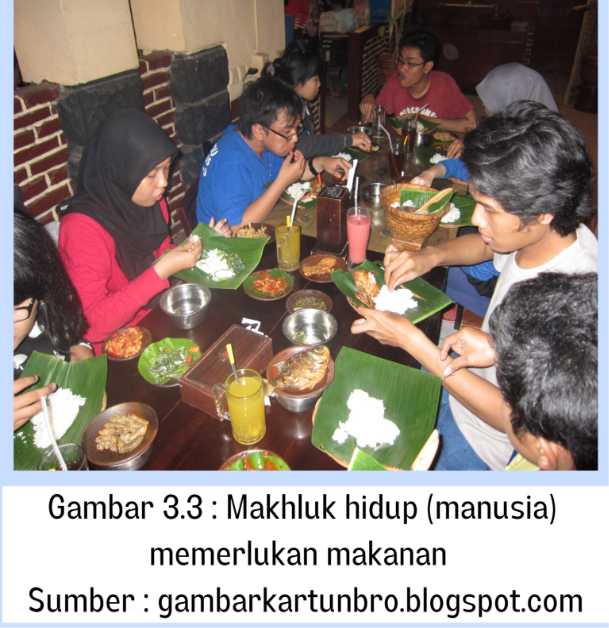 Gambar 3.3 : Makhluk hidup (manusia)
memerlukan makanan
Sumber : gambarkartunbro.blogspot.com